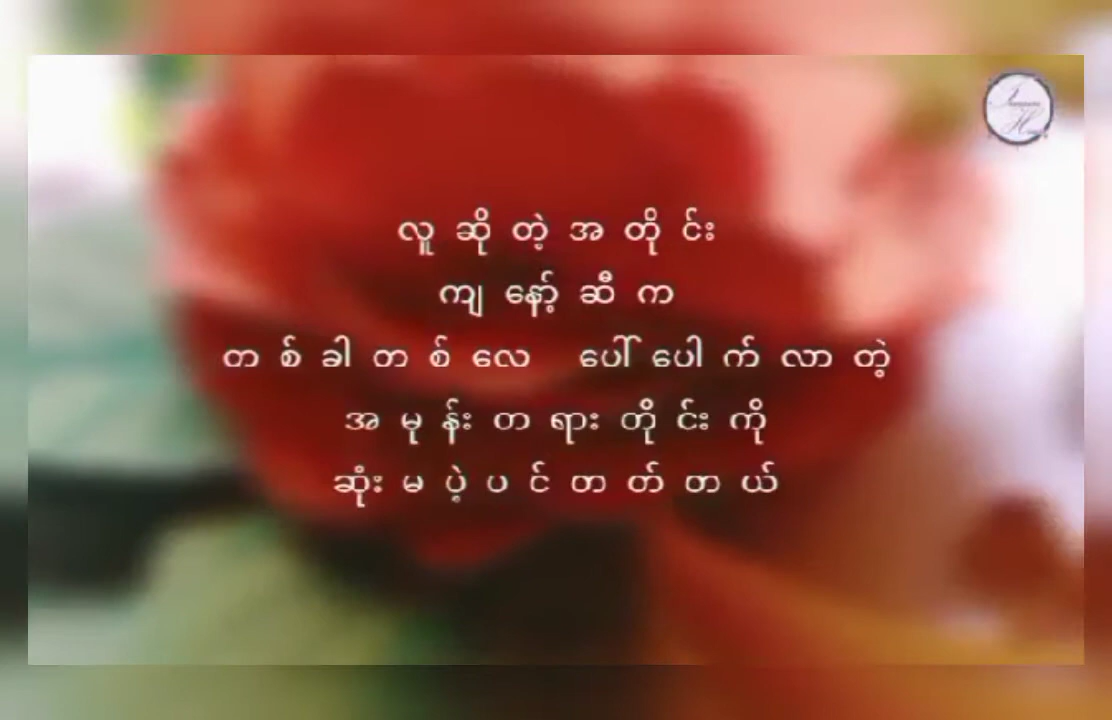 လူ ဆို တဲ့ အ တို င်း
ကျ နော့် ဆီ က
တ စ် ခါ တ စ် လေ ပေါ် ပေါ က် လာ တဲ့
အ မု န်း တ ရား တို င်း ကို
ဆုံး မ ပဲ့ ပ င် တ တ် တ ယ်